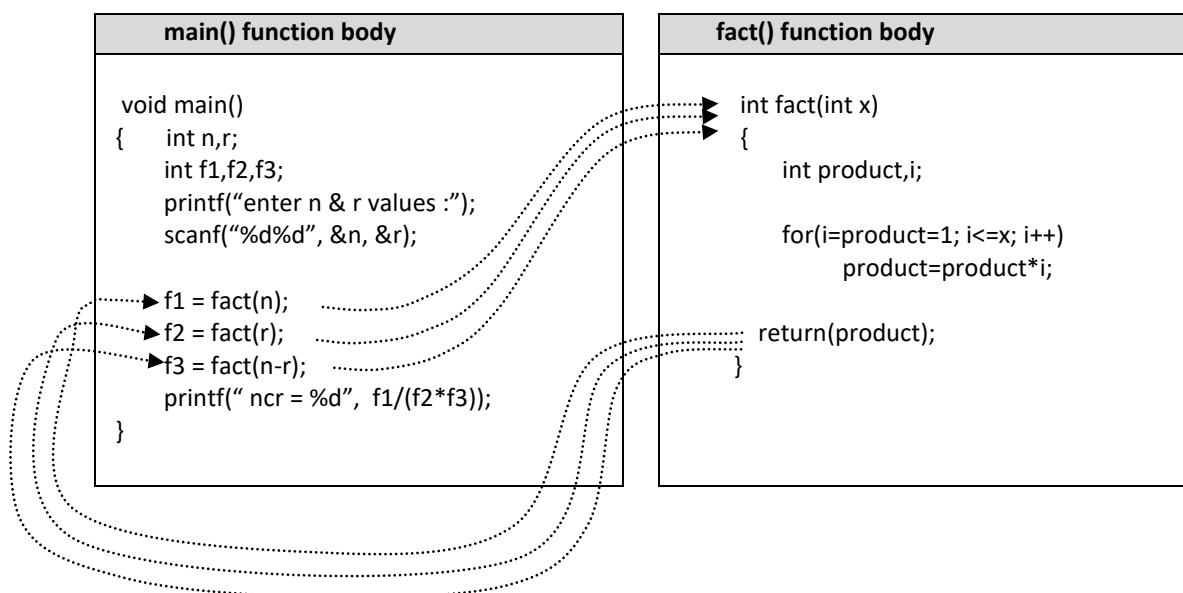 main() function body
void main()
{ int n,r;
int f1,f2,f3;
printf(“enter n & r values :”);
scanf(“%d%d”, &n, &r);
f1 = fact(n);
f2 = fact(r);
f3 = fact(n-r);
printf(“ ncr = %d”, f1/(f2*f3));
}
fact() function body
int fact(int x)
{
int product,i;
for(i=product=1; i<=x; i++)
product=product*i;
return(product);
}